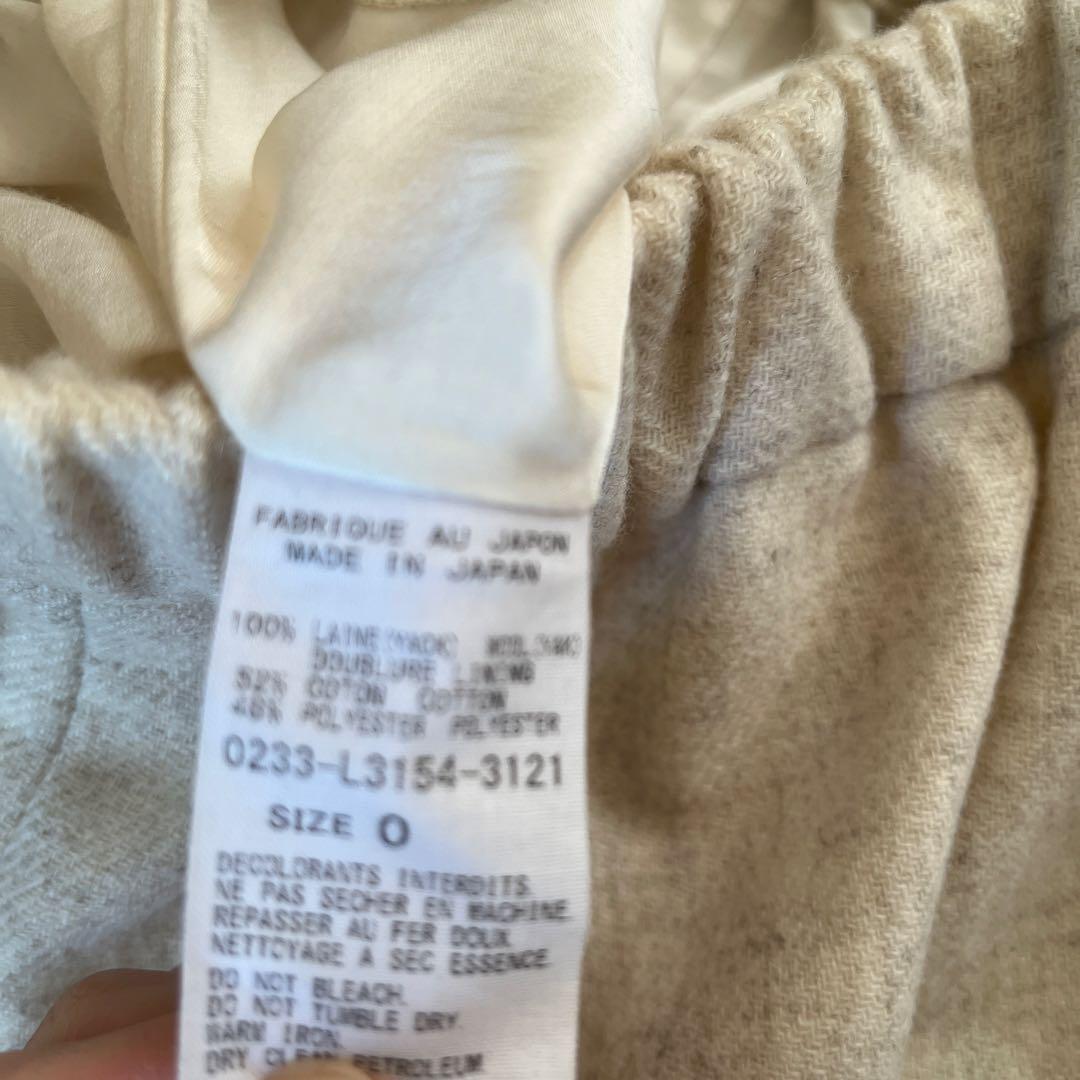 FABRIQUE AU JAPON
MADE IN JAPAN
100% LAINE(YACK) WOOL(YAK)
DOUBLURE LINING
52% COTON COTTON
48% POLYESTER POLYESTER
0233-L3154-3121
SIZE 0
DECOLORANTS INTERDITS.
NE PAS SECHER EN MACHINE.
REPASSER AU FER DOUX.
NETTOYAGE A SEC ESSENCE.
DO NOT BLEACH.
DO NOT TUMBLE DRY.
WARM IRON.
DRY CLEAN PETROLEUM